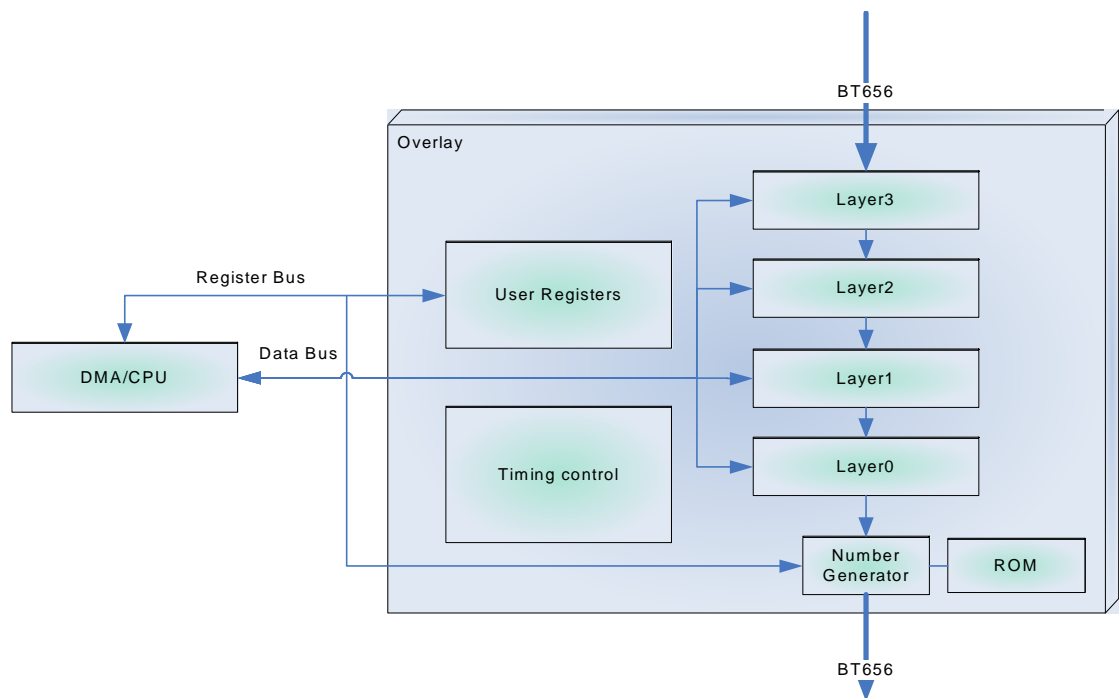 BT656
Overlay
Layer3
Register Bus
User Registers
Layer2
Data Bus
DMA/CPU
Layer1
Timing control
Layer0
Number
Generator
ROM
BT656